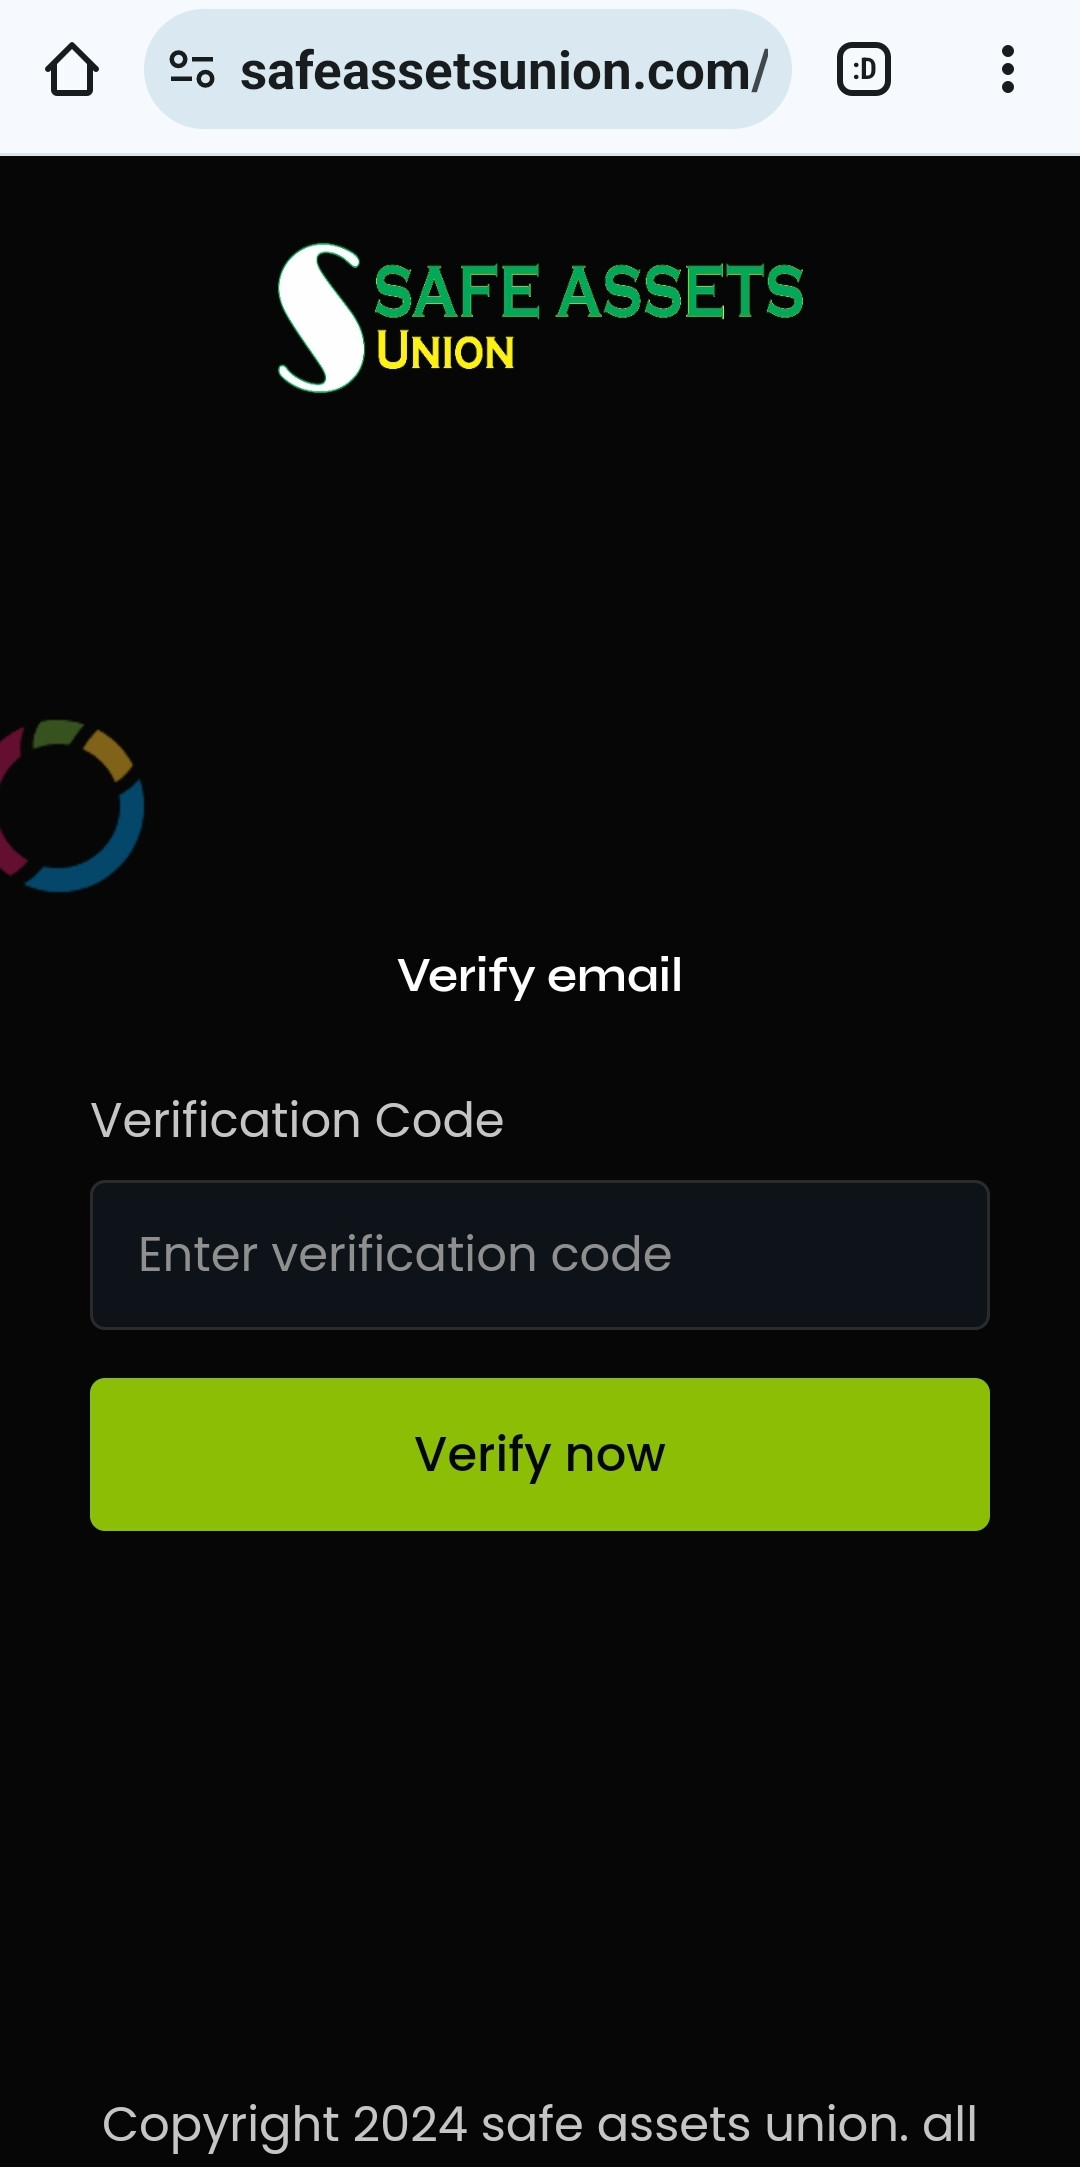 safeassetsunion.com/
:D
SAFE ASSETS
UNION
Verify email
Verification Code
Enter verification code
Verify now
Copyright 2024 safe assets union. all